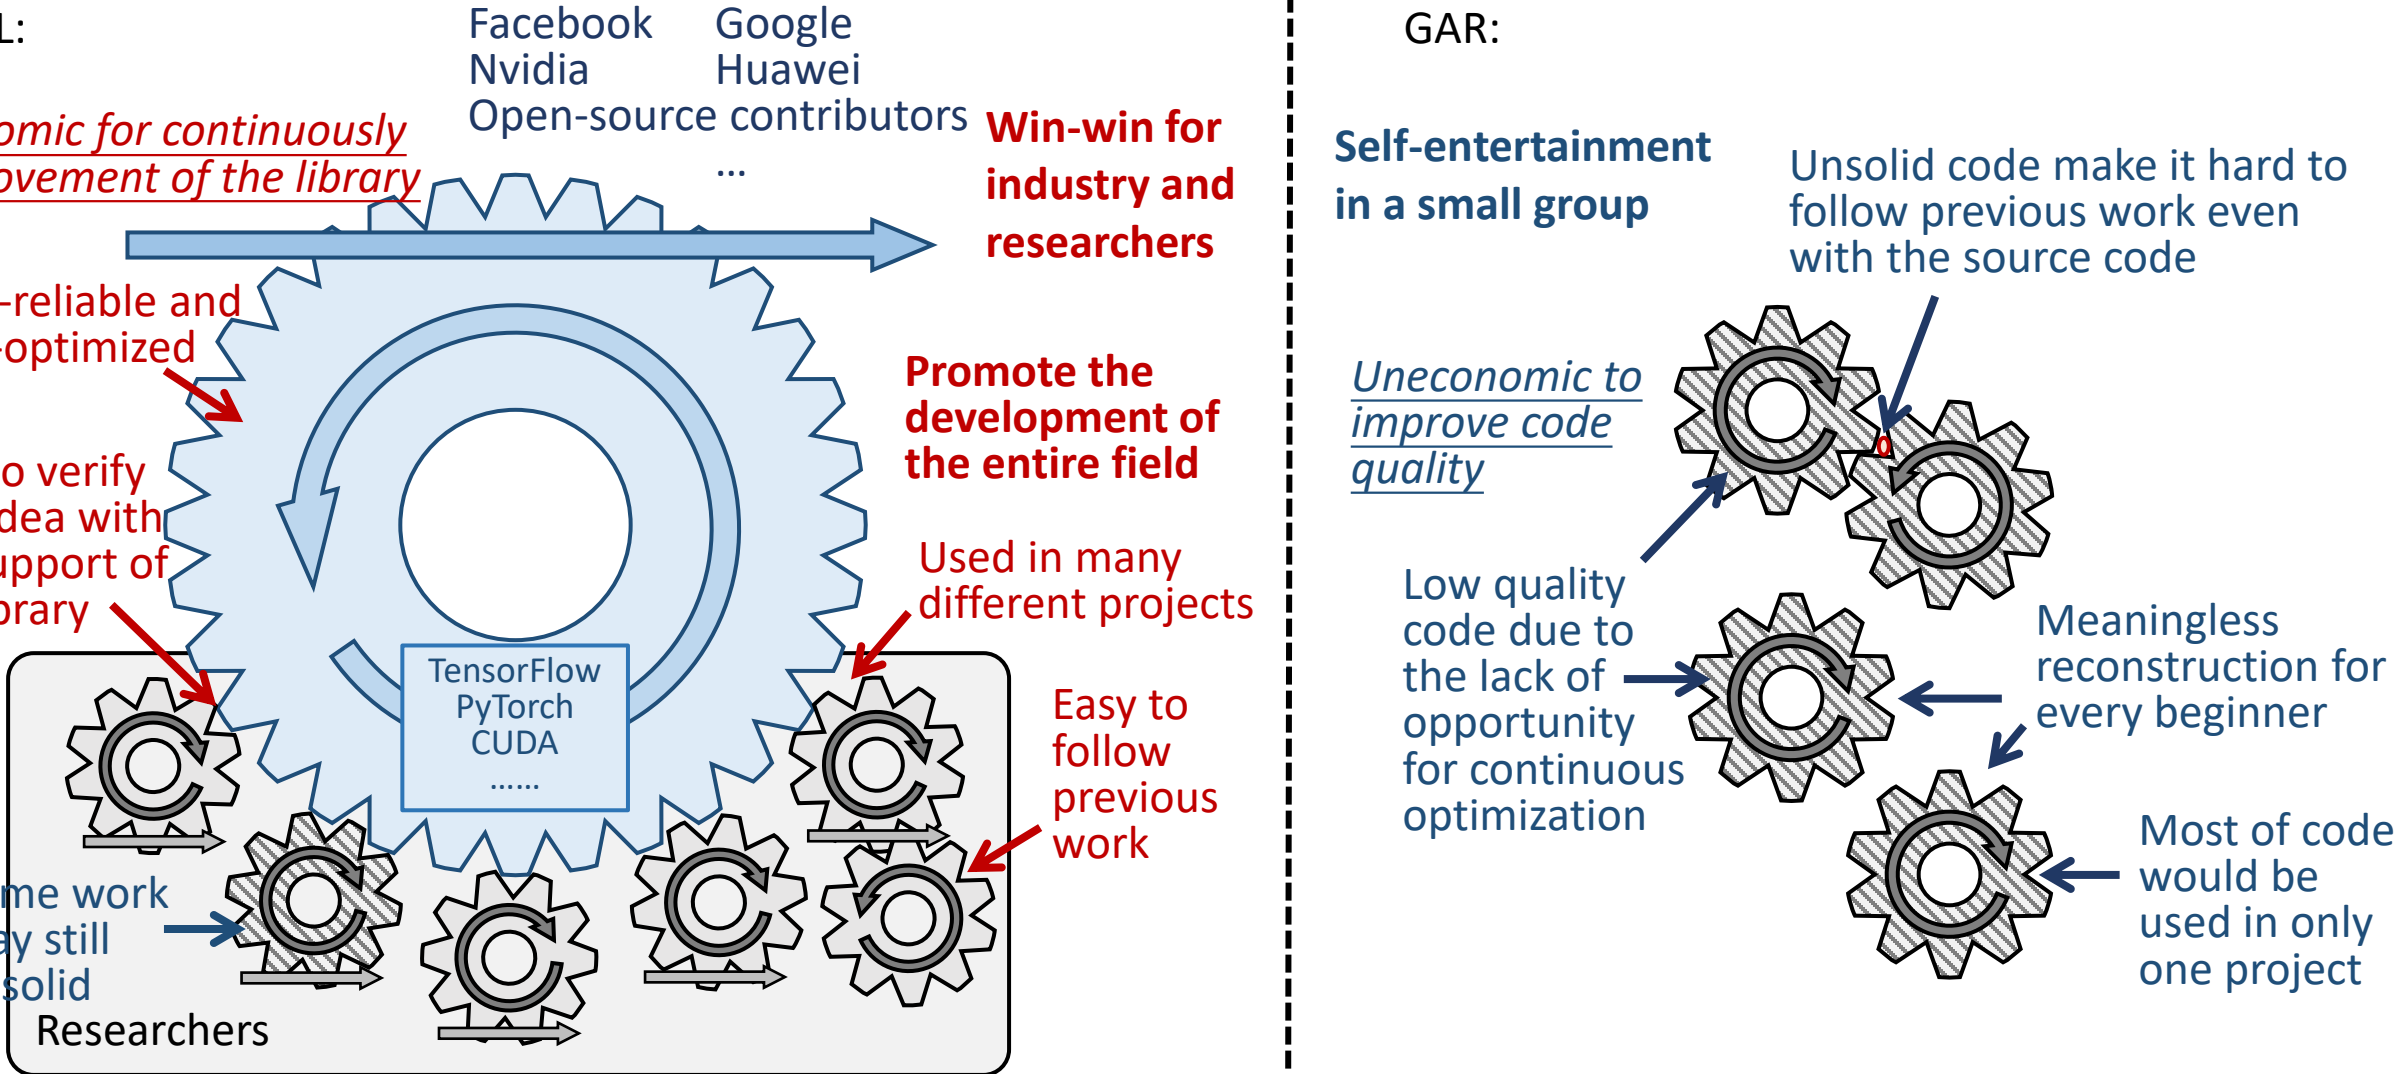 L:
Facebook Google
Nvidia Huawei
Open-source contributors
...
omic for continuously
ovement of the library
Win-win for
industry and
researchers
-reliable and
-optimized
Promote the
development of
the entire field
o verify
dea with
upport of
brary
Used in many
different projects
TensorFlow
PyTorch
CUDA
......
Easy to
follow
previous
work
me work
ay still
solid
Researchers
GAR:
Self-entertainment
in a small group
Unsolid code make it hard to
follow previous work even
with the source code
Uneconomic to
improve code
quality
Low quality
code due to
the lack of
opportunity
for continuous
optimization
Meaningless
reconstruction for
every beginner
Most of code
would be
used in only
one project